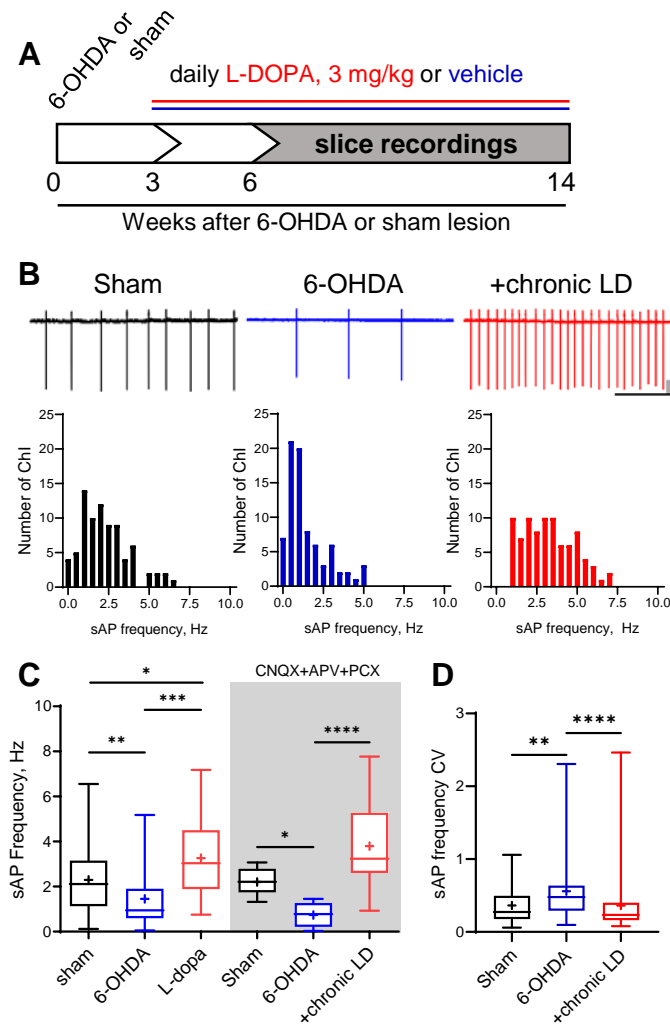 A
6-OHDA or
sham
daily L-DOPA, 3 mg/kg or vehicle
slice recordings
0 3 6 14
Weeks after 6-OHDA or sham lesion
B
Sham 6-OHDA +chronic LD
Number of ChI
25
20
15
10
5
0
0.0 2.5 5.0 7.5 10.0
sAP frequency, Hz
Number of ChI
25
20
15
10
5
0
0.0 2.5 5.0 7.5 10.0
sAP frequency, Hz
Number of ChI
25
20
15
10
5
0
0.0 2.5 5.0 7.5 10.0
sAP frequency, Hz
C
CNQX+APV+PCX
sAP Frequency, Hz
10
8
6
4
2
0
*
***
**
****
*
sham
6-OHDA
L-dopa
Sham
6-OHDA
+chronic LD
D
sAP frequency CV
3
2
1
0
****
**
Sham
6-OHDA
+chronic LD